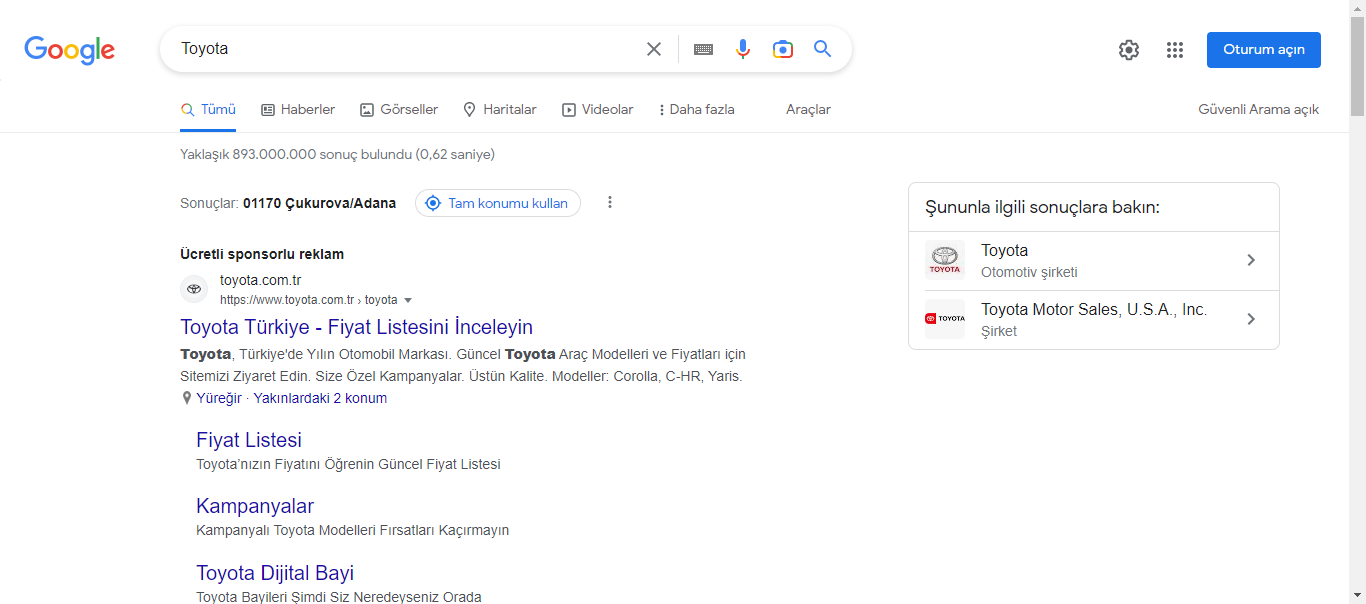 Google
Toyota
Oturum açın
Tümü
Haberler
Görseller
Haritalar
Videolar
Daha fazla
Araçlar
Güvenli Arama açık
Yaklaşık 893.000.000 sonuç bulundu (0,62 saniye)
Sonuçlar: 01170 Çukurova/Adana
Tam konumu kullan
Ücretli sponsorlu reklam
toyota.com.tr
https://www.toyota.com.tr › toyota
Toyota Türkiye - Fiyat Listesini İnceleyin
Toyota, Türkiye'de Yılın Otomobil Markası. Güncel Toyota Araç Modelleri ve Fiyatları için
Sitemizi Ziyaret Edin. Size Özel Kampanyalar. Üstün Kalite. Modeller: Corolla, C-HR, Yaris.
Yüreğir · Yakınlardaki 2 konum
Fiyat Listesi
Toyota’nızın Fiyatını Öğrenin Güncel Fiyat Listesi
Kampanyalar
Kampanyalı Toyota Modelleri Fırsatları Kaçırmayın
Toyota Dijital Bayi
Toyota Bayileri Şimdi Siz Neredeyseniz Orada
Şununla ilgili sonuçlara bakın:
TOYOTA
Toyota
Otomotiv şirketi
TOYOTA
Toyota Motor Sales, U.S.A., Inc.
Şirket